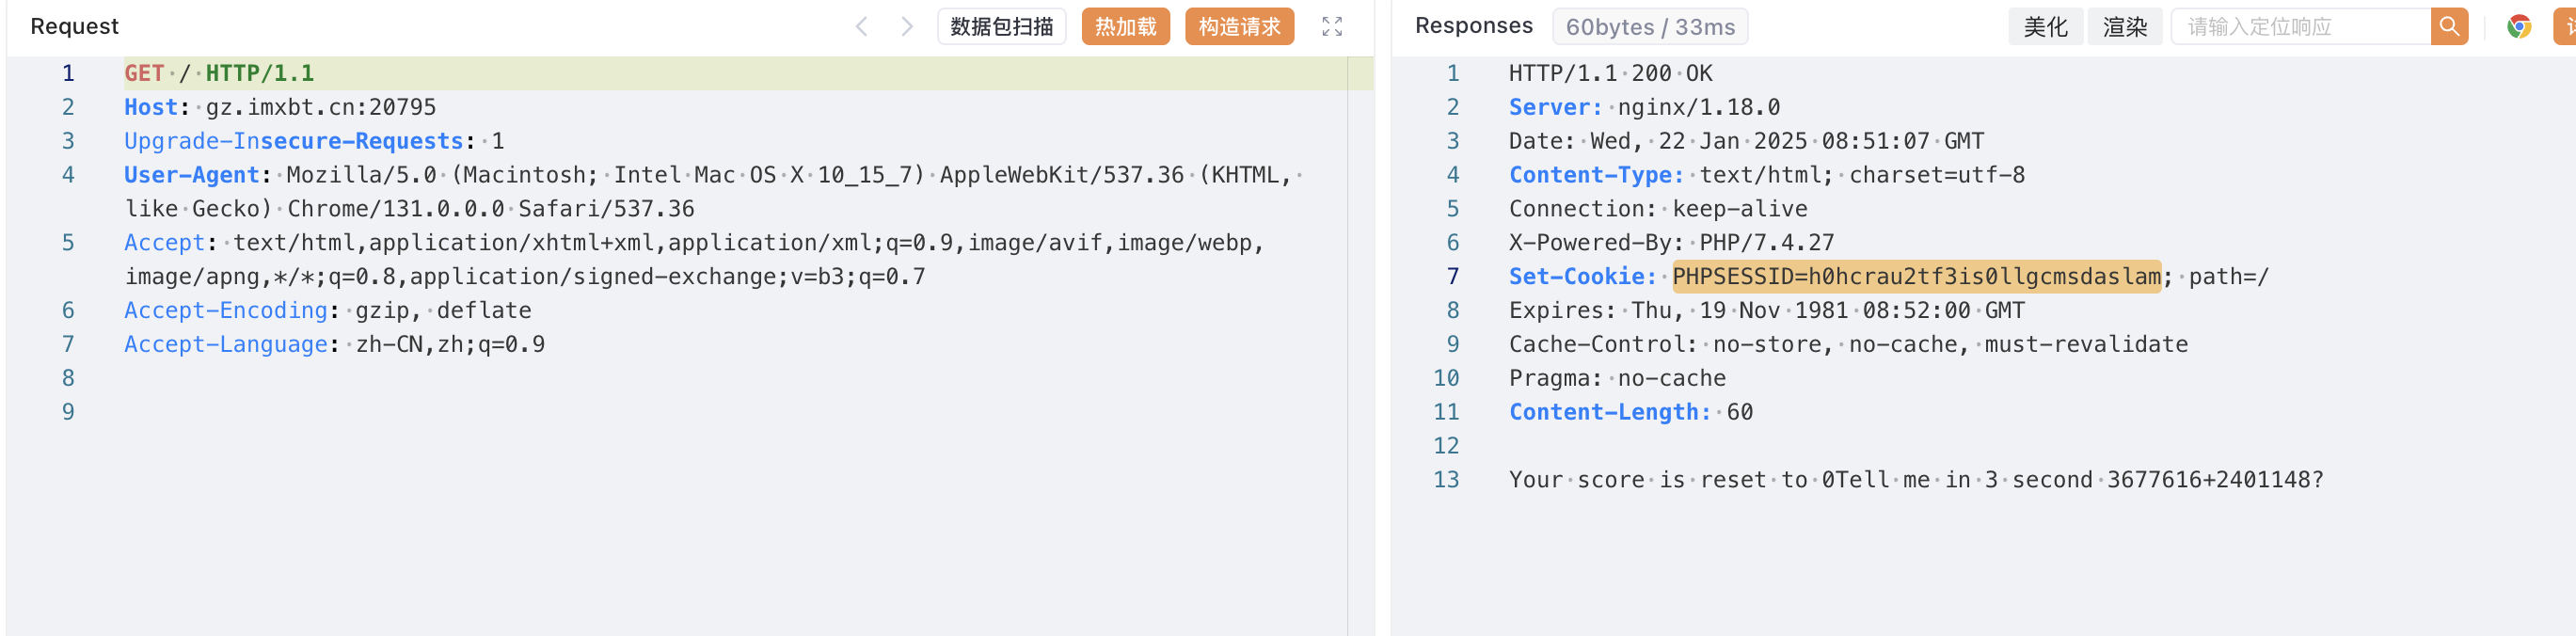 Request
数据包扫描
热加载
构造请求
1 GET / HTTP/1.1
2 Host: gz.imxbt.cn:20795
3 Upgrade-Insecure-Requests: 1
4 User-Agent: Mozilla/5.0 (Macintosh; Intel Mac OS X 10_15_7) AppleWebKit/537.36 (KHTML,
like Gecko) Chrome/131.0.0.0 Safari/537.36
5 Accept: text/html,application/xhtml+xml,application/xml;q=0.9,image/avif,image/webp,
image/apng,*/*;q=0.8,application/signed-exchange;v=b3;q=0.7
6 Accept-Encoding: gzip, deflate
7 Accept-Language: zh-CN,zh;q=0.9
8
9
Responses
60bytes / 33ms
美化
渲染
请输入定位响应
1 HTTP/1.1 200 OK
2 Server: nginx/1.18.0
3 Date: Wed, 22 Jan 2025 08:51:07 GMT
4 Content-Type: text/html; charset=utf-8
5 Connection: keep-alive
6 X-Powered-By: PHP/7.4.27
7 Set-Cookie: PHPSESSID=h0hcrau2tf3is0llgcmsdaslam; path=/
8 Expires: Thu, 19 Nov 1981 08:52:00 GMT
9 Cache-Control: no-store, no-cache, must-revalidate
10 Pragma: no-cache
11 Content-Length: 60
12
13 Your score is reset to 0Tell me in 3 second 3677616+2401148?